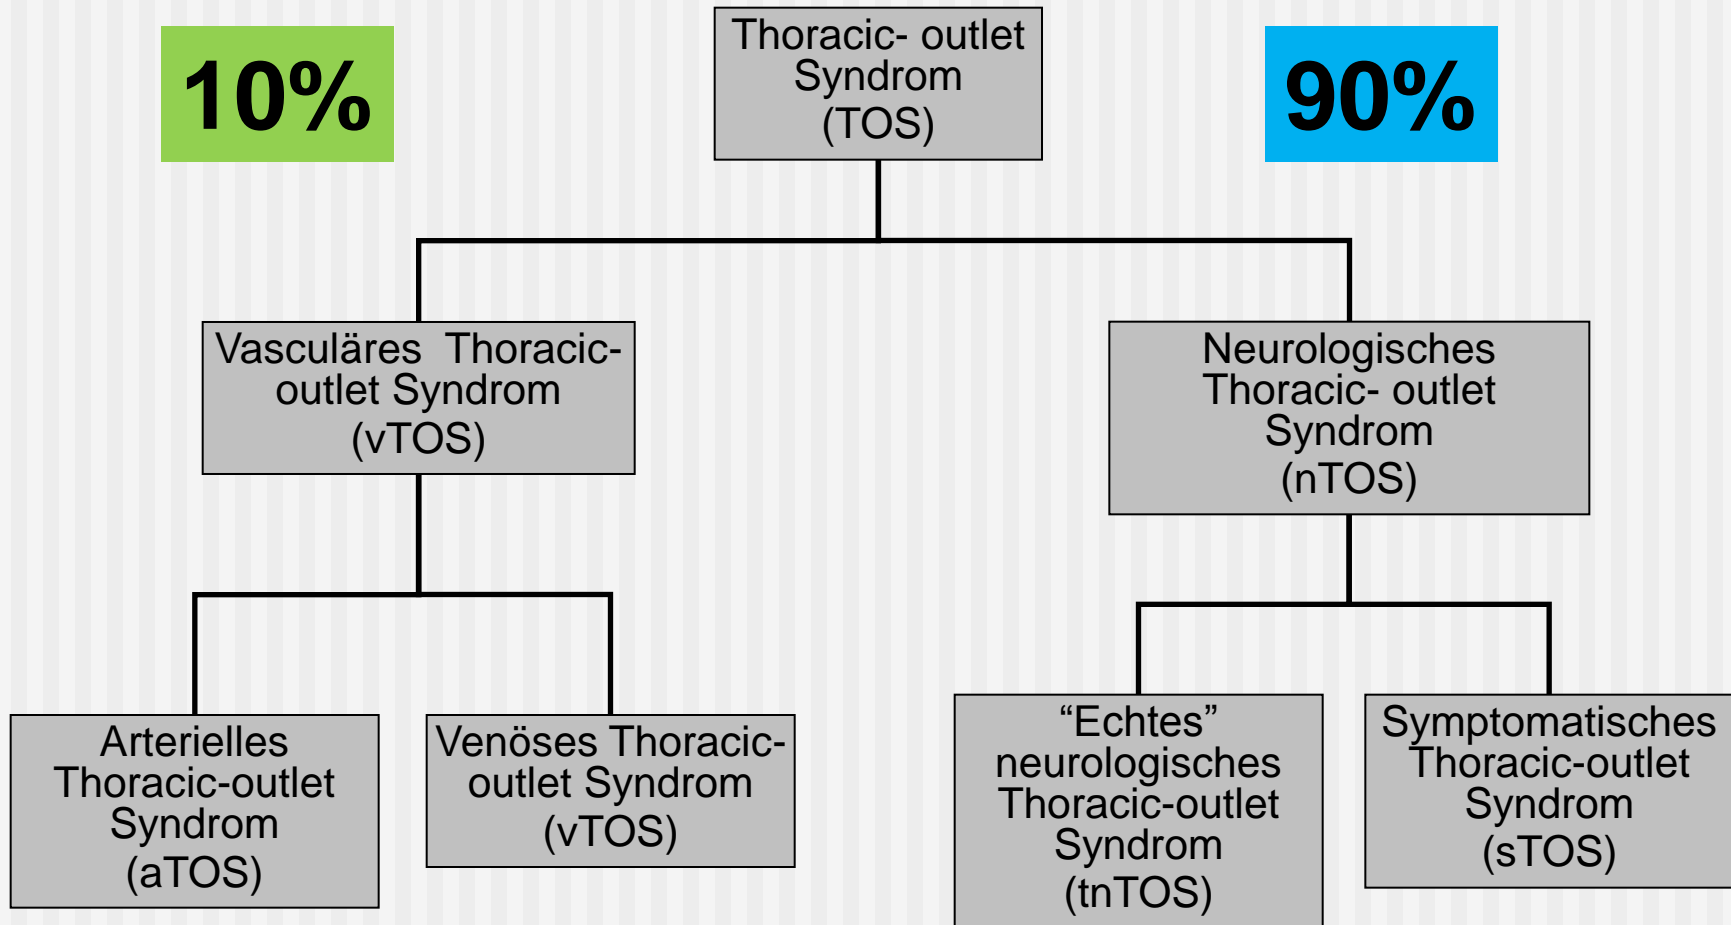 10%
Thoracic- outlet
Syndrom
(TOS)
90%
Vasculäres  Thoracic-
outlet Syndrom
(vTOS)
Neurologisches
Thoracic- outlet
Syndrom
(nTOS)
Arterielles
Thoracic-outlet
Syndrom
(aTOS)
Venöses Thoracic-
outlet Syndrom
(vTOS)
“Echtes”
neurologisches
Thoracic-outlet
Syndrom
(tnTOS)
Symptomatisches
Thoracic-outlet
Syndrom
(sTOS)